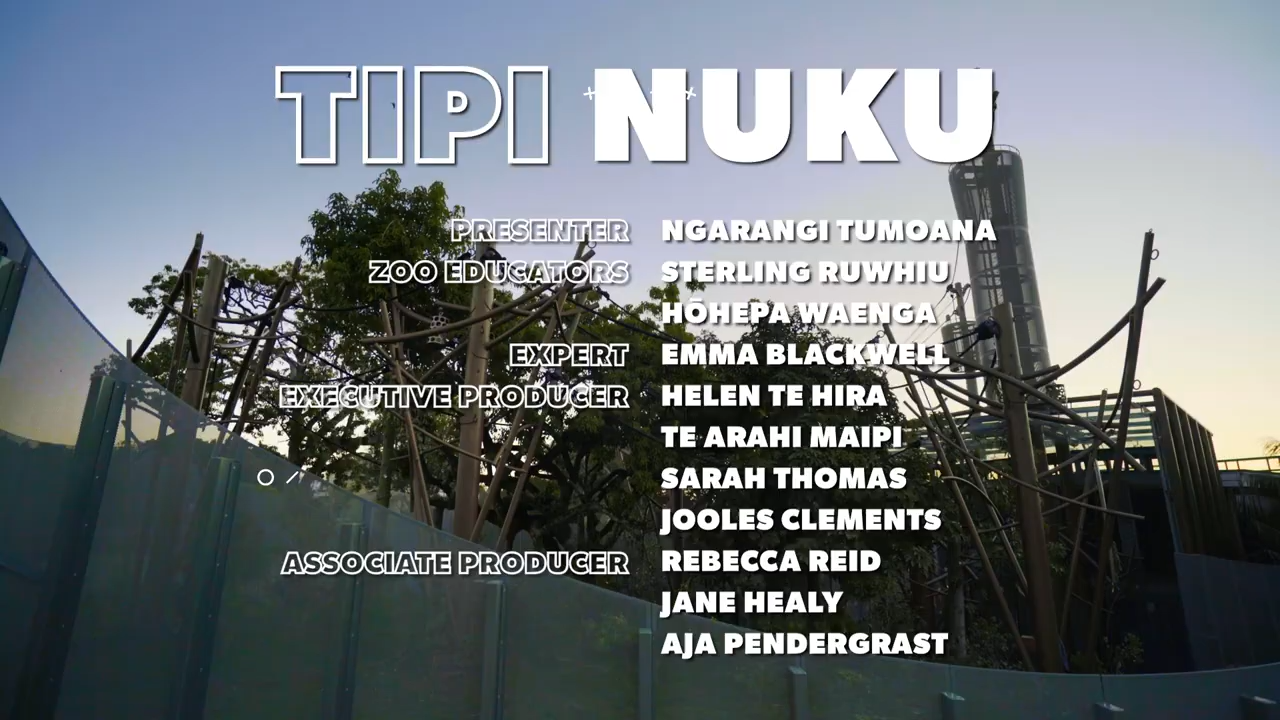 TIPI NUKU
PRESENTER NGARANGI TUMOANA
ZOO EDUCATORS STERLING RUWHIU
HŌHEPA WAENGA
EXPERT EMMA BLACKWELL
EXECUTIVE PRODUCER HELEN TE HIRA
TE ARAHI MAIPI
SARAH THOMAS
JOOLES CLEMENTS
ASSOCIATE PRODUCER REBECCA REID
JANE HEALY
AJA PENDERGRAST